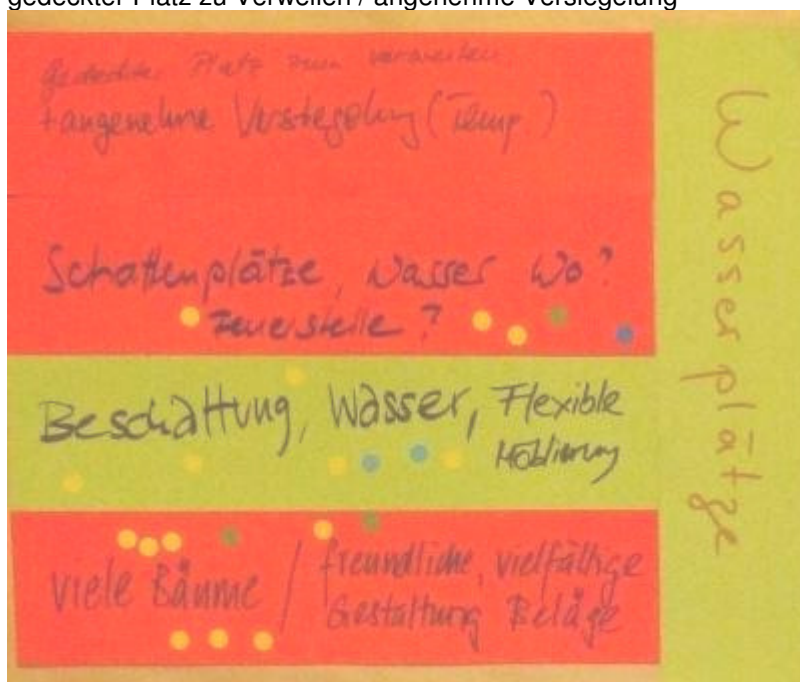 gedeckter Platz zu Verweilen / angenehme Versiegelung
Gedeckter Platz zum verweilen
+ angenehme Versiegelung (Temp.)
Schattenplätze, Wasser Wo?
Feuerstelle?
Beschattung, Wasser, Flexible
Möblierung
viele Bäume / freundliche, vielfältige
Gestaltung Beläge
Wasserplätze